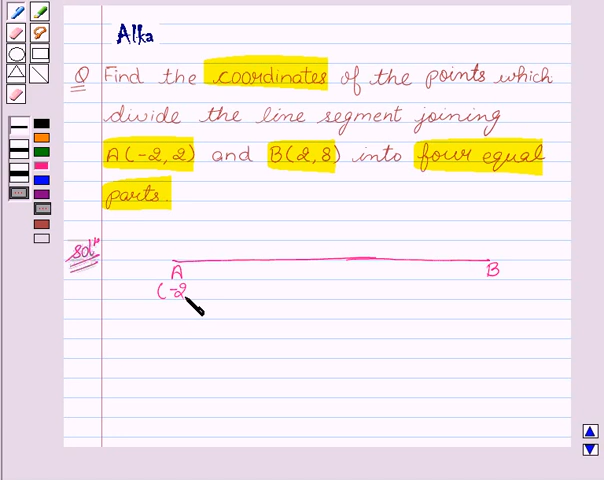 Alka
Q Find the coordinates of the points which
divide the line segment joining
A(-2,2) and B(2,8) into four equal
parts.
Solⁿ
A B
(-2